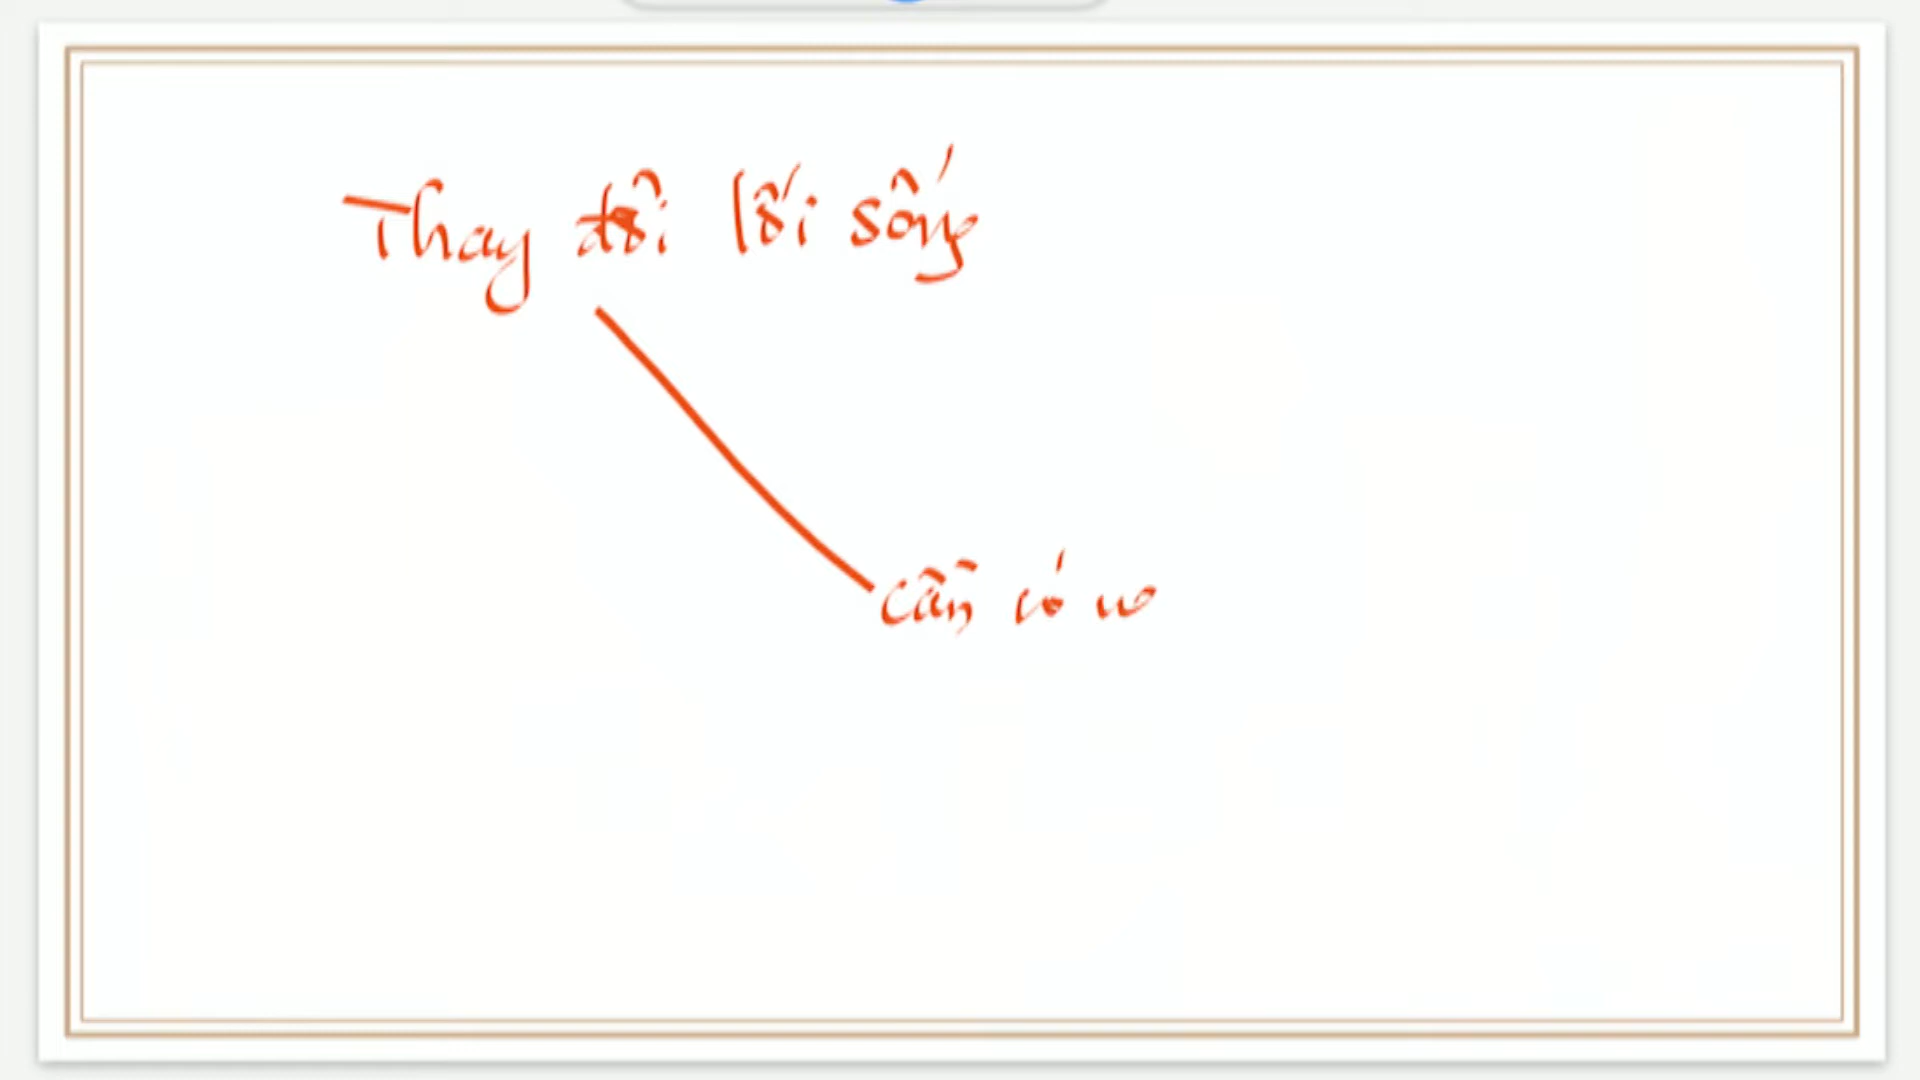 Thay đổi lối sống
Cần có